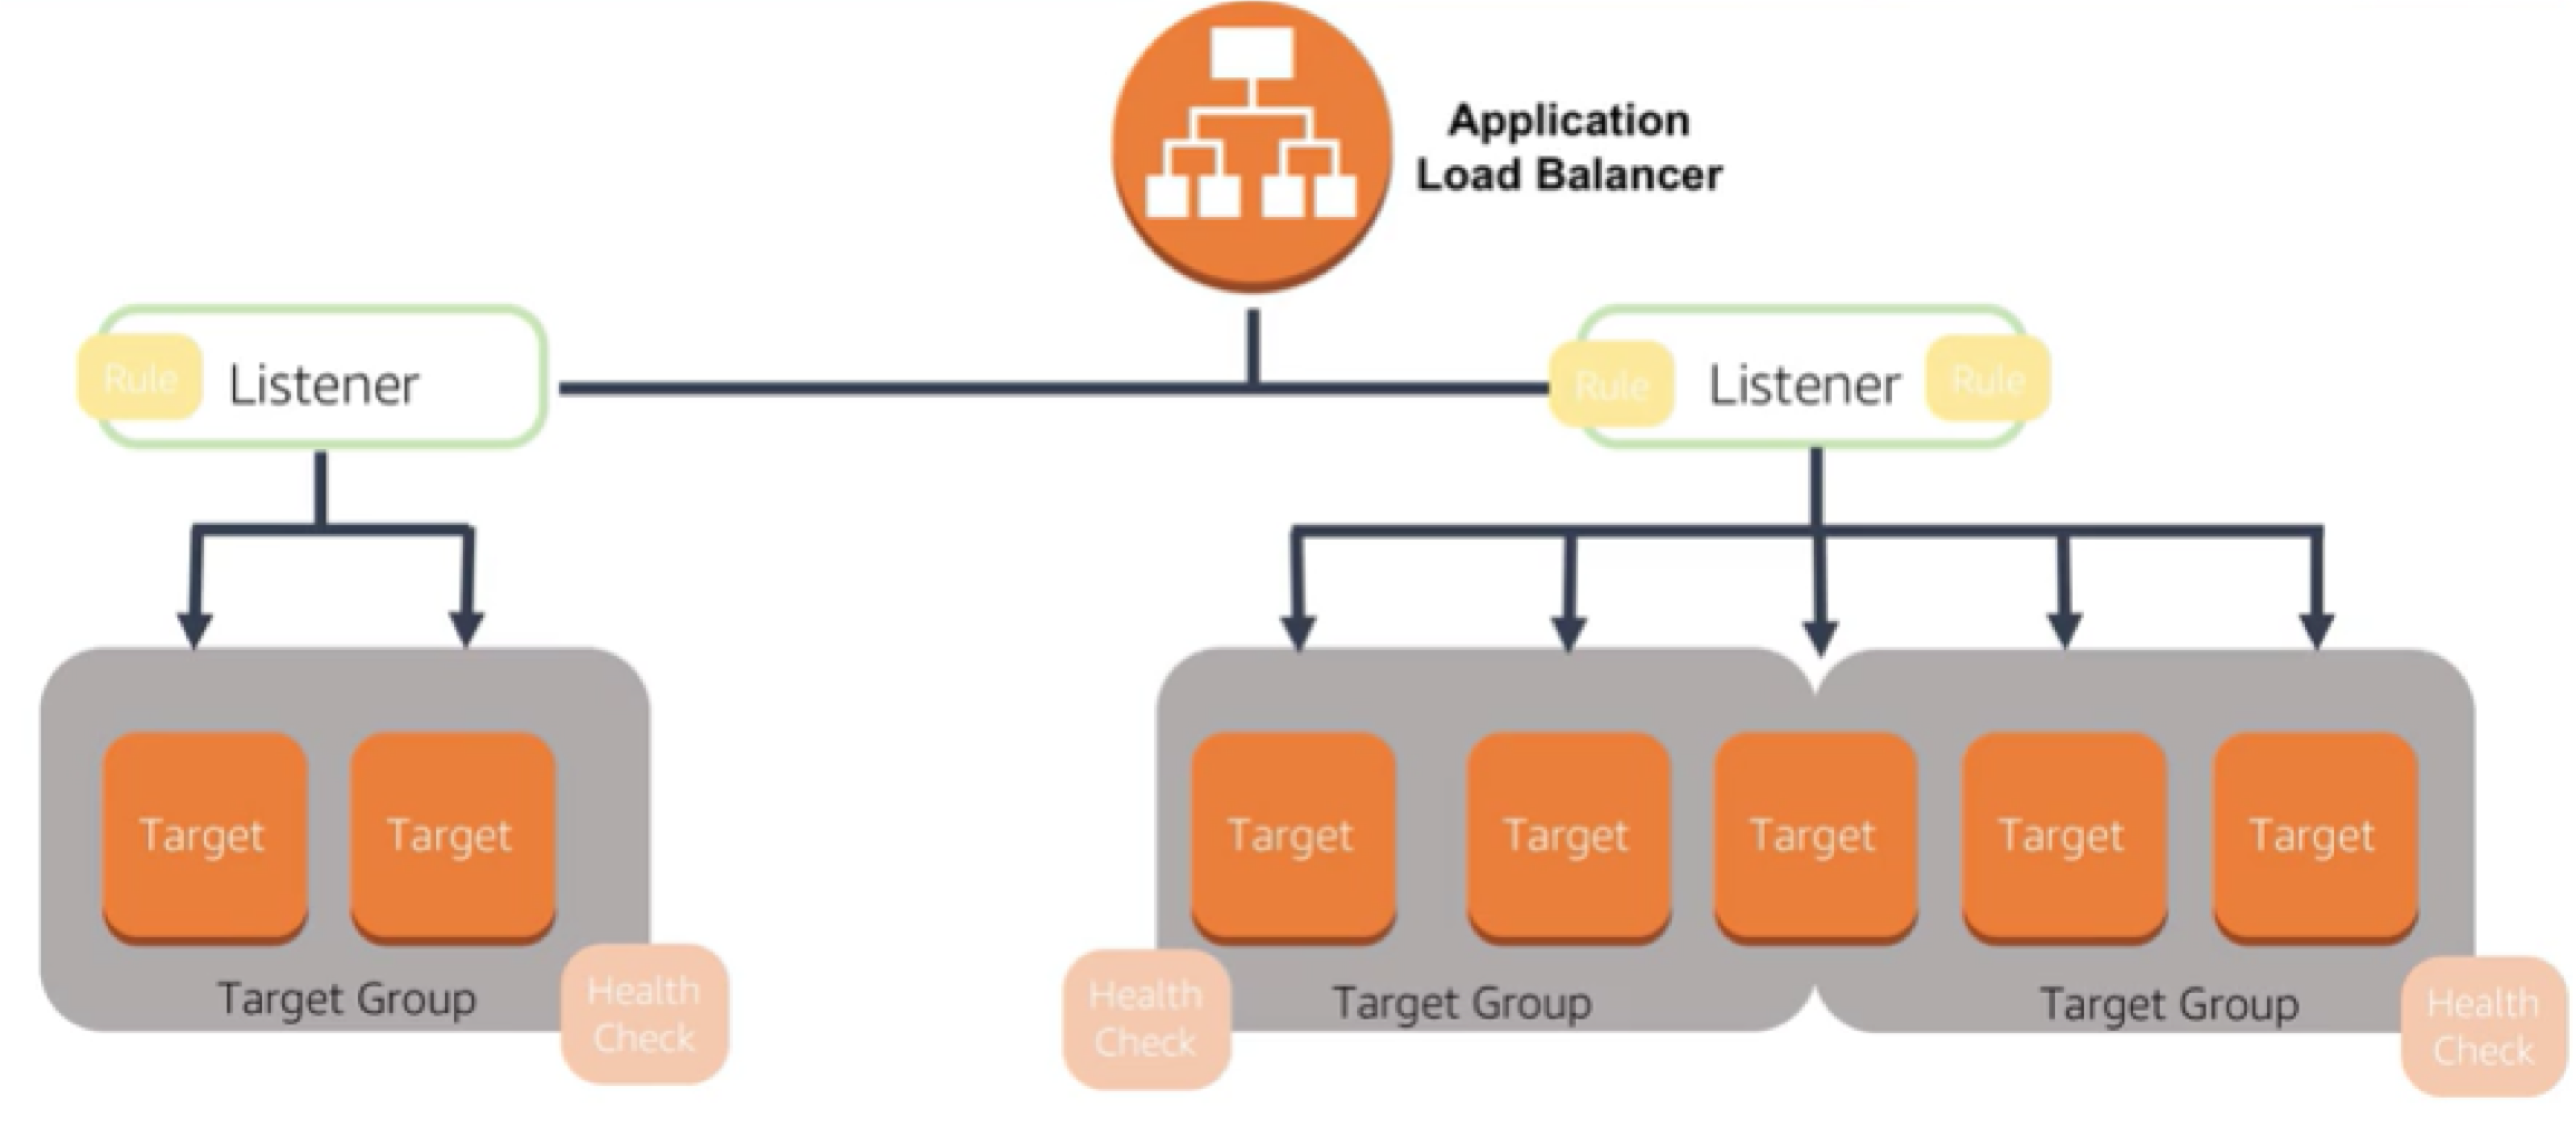 Application
Load Balancer
Rule
Listener
Rule
Listener
Rule
Target
Target
Target
Target
Target
Target
Target
Target Group
Health
Check
Health
Check
Target Group
Target Group
Health
Check